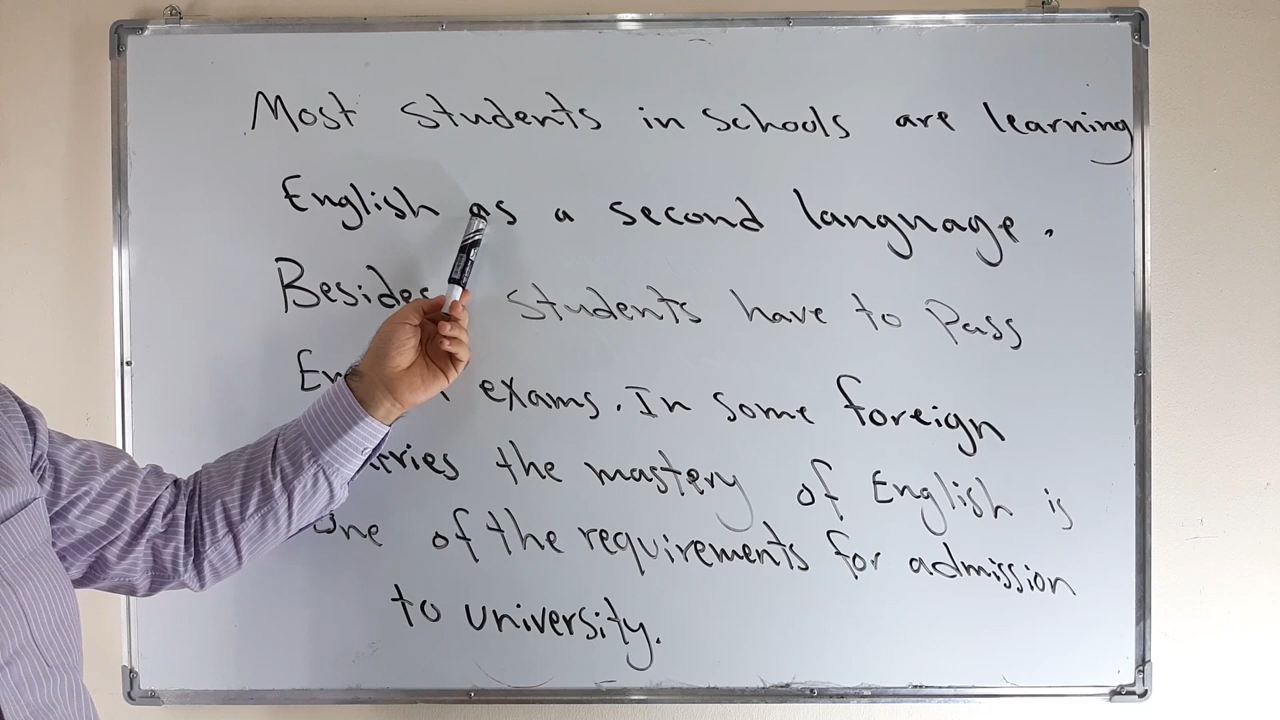 Most students in schools are learning
English as a second language.
Besides students have to pass
exams. In some foreign
the mastery of English is
one of the requirements for admission
to university.